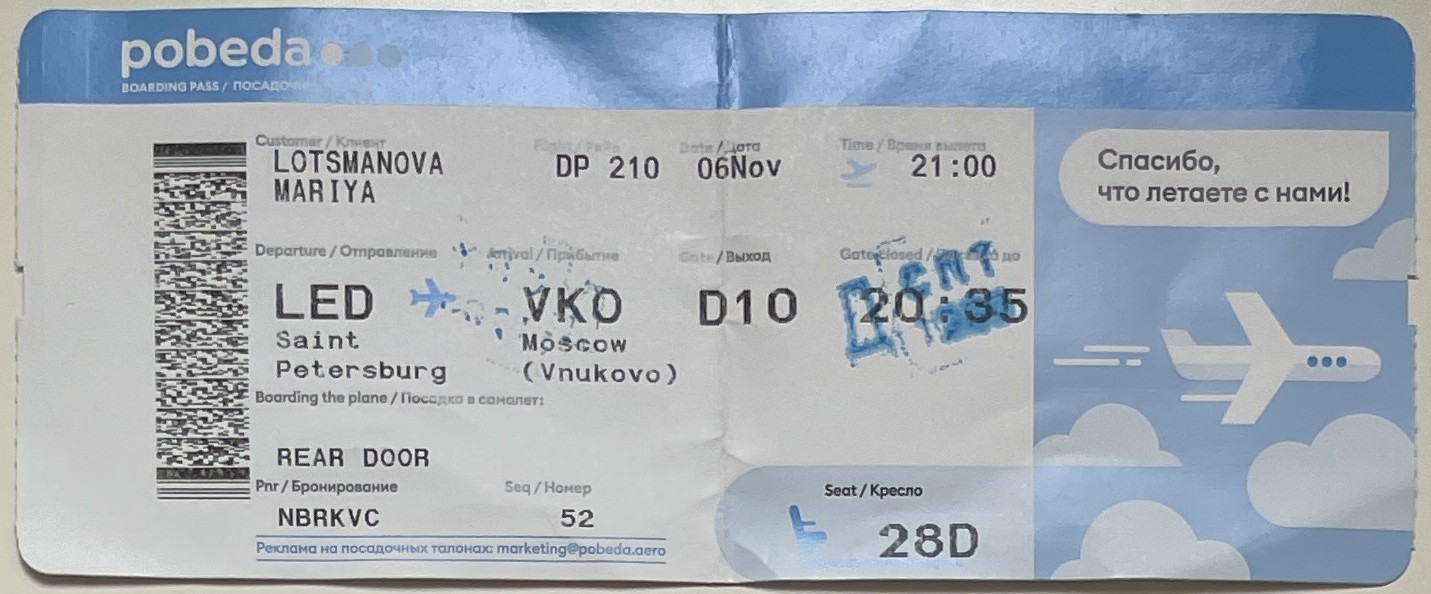 pobeda
BOARDING PASS /
Customer / Клиент
LOTSMANOVA
MARIYA
Flight / Рейс
DP 210
Date / Дата
06Nov
Time / Время вылета
21:00
Спасибо,
что летаете с нами!
Departure / Отправление
LED
Saint
Petersburg
Arrival / Прибытие
VKO
Moscow
(Vnukovo)
Gate / Выход
D10
Gate closed / до
20:35
Boarding the plane / Посадка в самолет:
REAR DOOR
Pnr / Бронирование
NBRKVC
Seq / Номер
52
Seat / Кресло
28D
Реклама на посадочных талонах: marketing@pobeda.aero